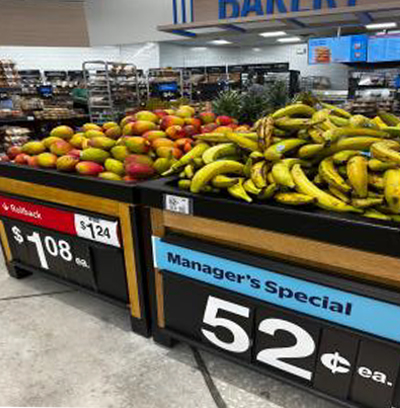 BAKERY
Rollback
$1.24
$1.08 ea.
Manager's Special
52¢ ea.